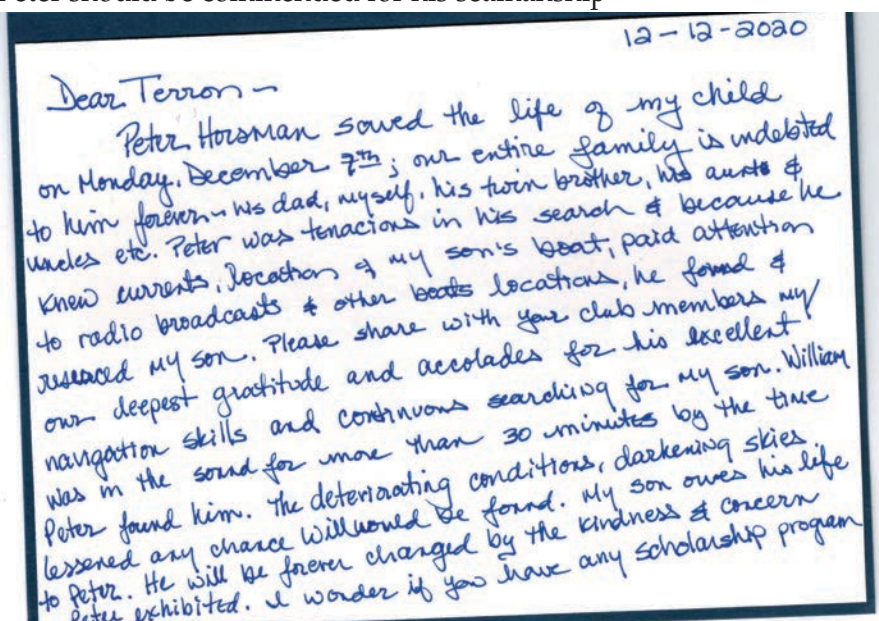 Peter should be commended for his seamanship
12-12-2020
Dear Terron -
Peter Horsman saved the life of my child
on Monday, December 7th; our entire family is indebted
to him forever - his dad, myself, his twin brother, his aunts &
uncles etc. Peter was tenacious in his search & because he
knew currents, location of my son's boat, paid attention
to radio broadcasts & other boats locations, he found &
rescued my son. Please share with your club members my/
our deepest gratitude and accolades for his excellent
navigation skills and continuous searching for my son. William
was in the sound for more than 30 minutes by the time
Peter found him. The deteriorating conditions, darkening skies
lessened any chance Will would be found. My son owes his life
to Peter. He will be forever changed by the kindness & concern
Peter exhibited. I wonder if you have any scholarship program